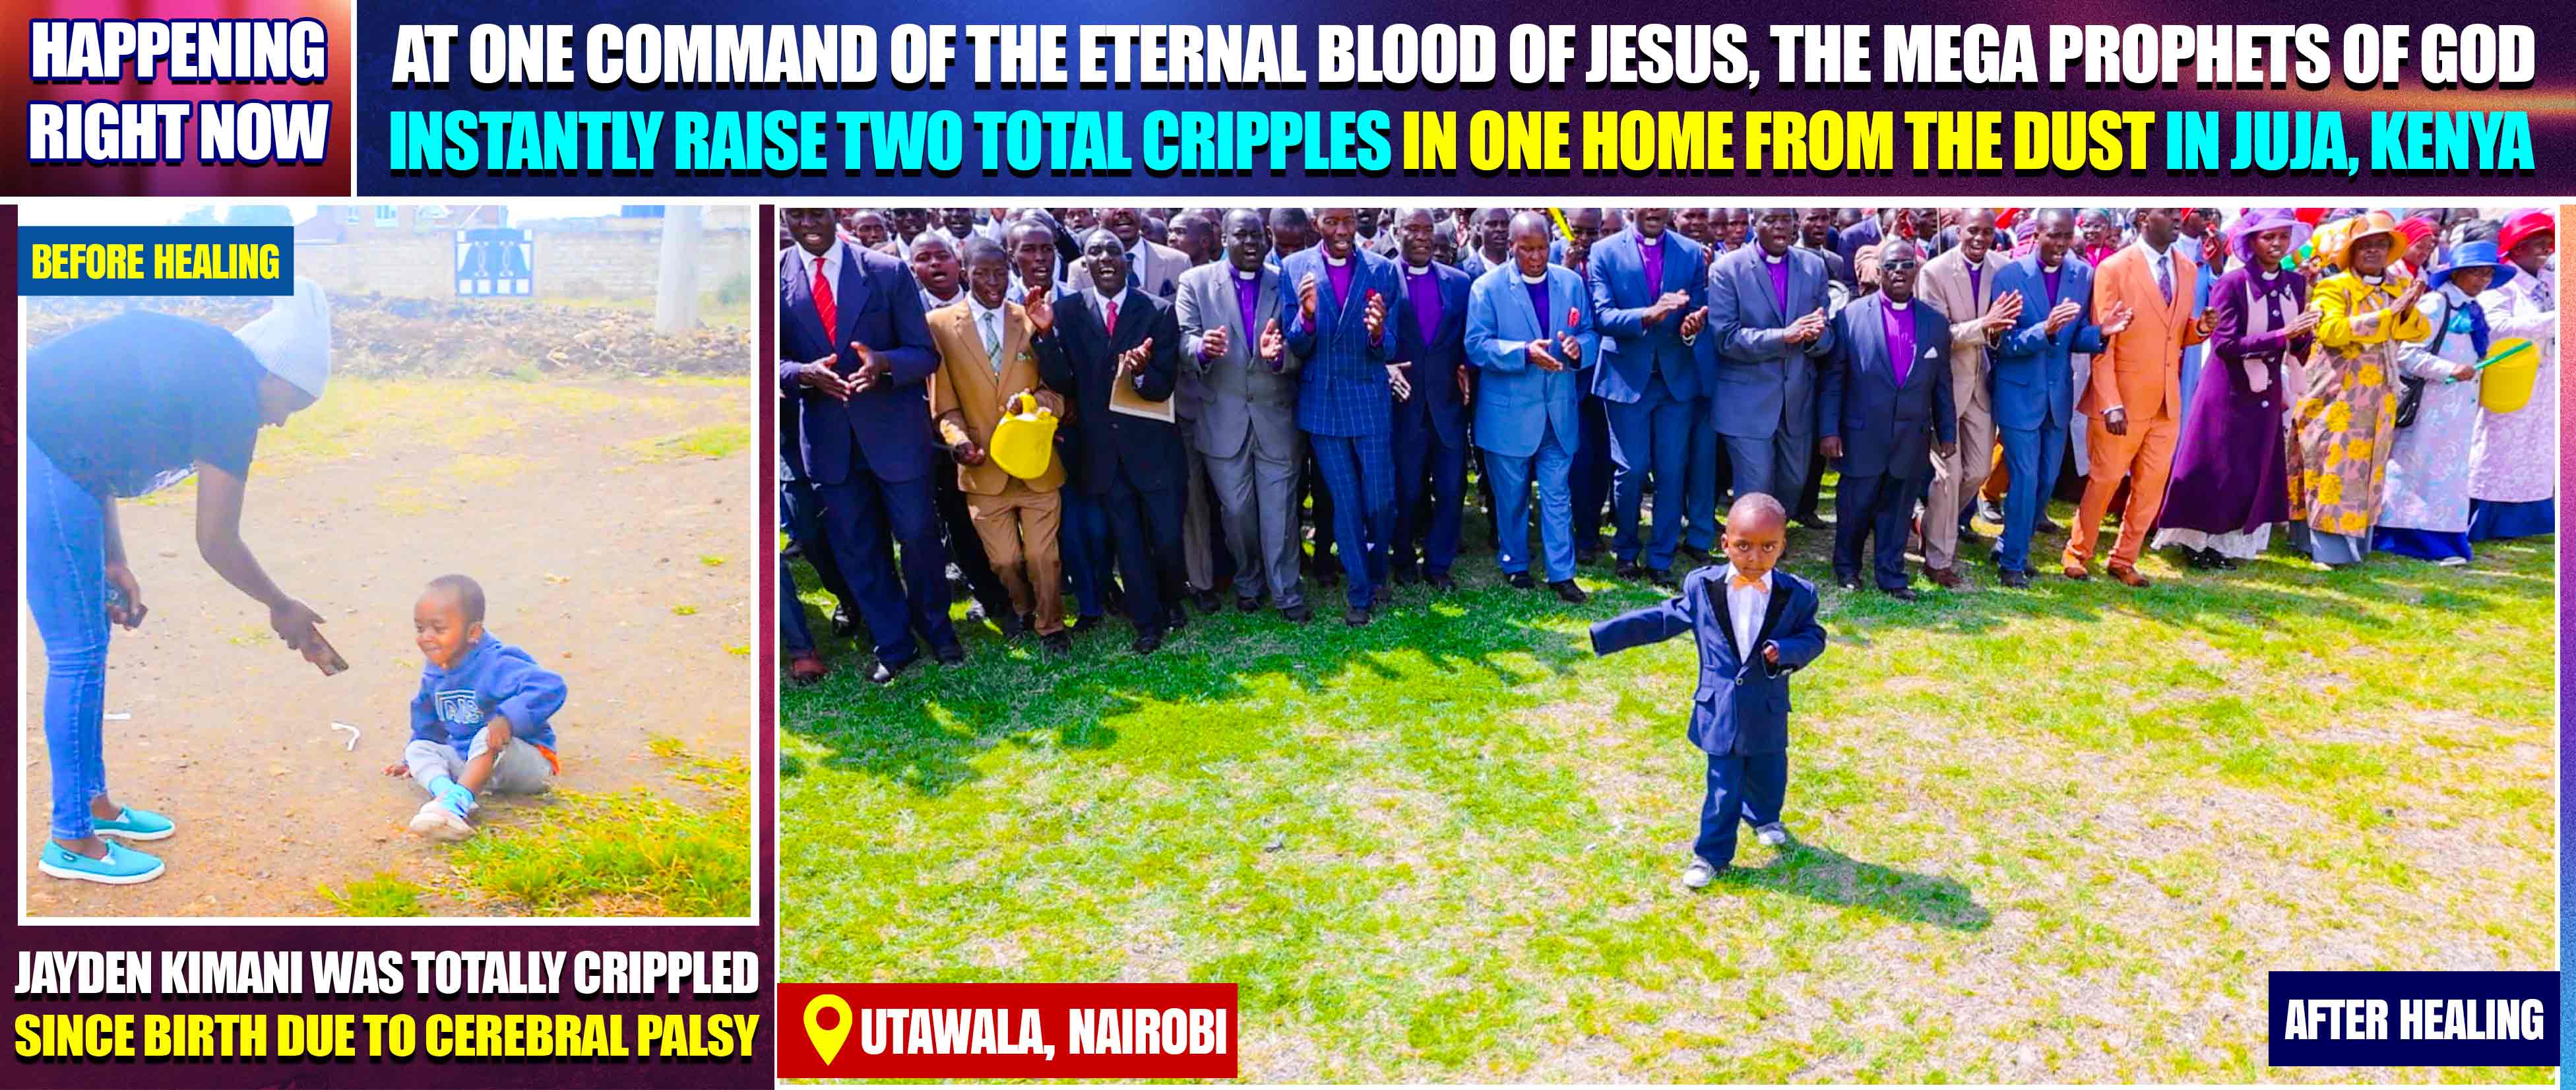 HAPPENING
RIGHT NOW
AT ONE COMMAND OF THE ETERNAL BLOOD OF JESUS, THE MEGA PROPHETS OF GOD
INSTANTLY RAISE TWO TOTAL CRIPPLES IN ONE HOME FROM THE DUST IN JUJA, KENYA
BEFORE HEALING
JAYDEN KIMANI WAS TOTALLY CRIPPLED
SINCE BIRTH DUE TO CEREBRAL PALSY
UTAWALA, NAIROBI
AFTER HEALING